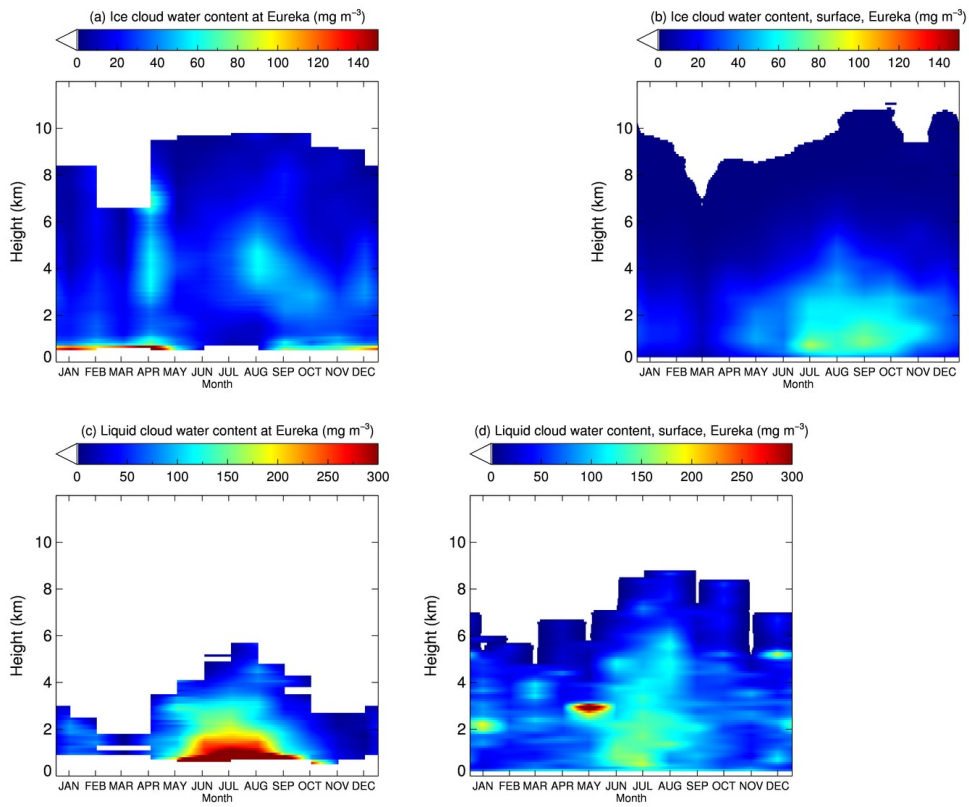 (a) Ice cloud water content at Eureka (mg m⁻³)
0 20 40 60 80 100 120 140
Height (km)
10
8
6
4
2
0
JAN FEB MAR APR MAY JUN JUL AUG SEP OCT NOV DEC
Month
(b) Ice cloud water content, surface, Eureka (mg m⁻³)
0 20 40 60 80 100 120 140
Height (km)
10
8
6
4
2
0
JAN FEB MAR APR MAY JUN JUL AUG SEP OCT NOV DEC
Month
(c) Liquid cloud water content at Eureka (mg m⁻³)
0 50 100 150 200 250 300
Height (km)
10
8
6
4
2
0
JAN FEB MAR APR MAY JUN JUL AUG SEP OCT NOV DEC
Month
(d) Liquid cloud water content, surface, Eureka (mg m⁻³)
0 50 100 150 200 250 300
Height (km)
10
8
6
4
2
0
JAN FEB MAR APR MAY JUN JUL AUG SEP OCT NOV DEC
Month